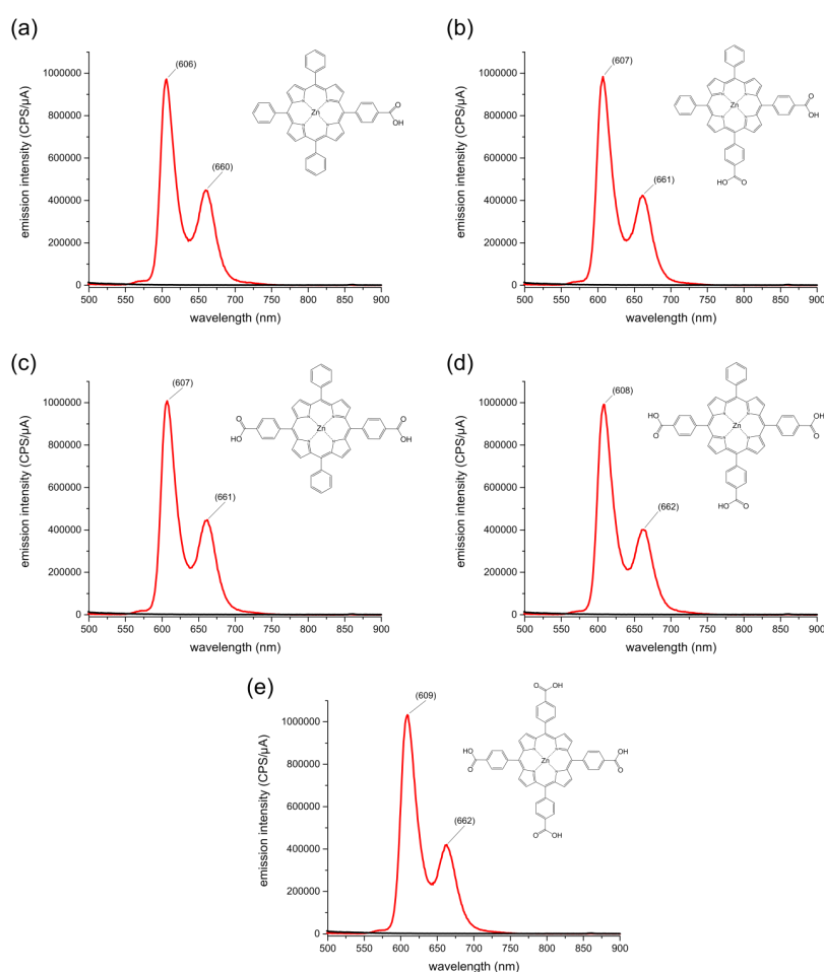 (a)
(606)
(660)
1000000
800000
600000
400000
200000
0
emission intensity (CPS/µA)
500 550 600 650 700 750 800 850 900
wavelength (nm)
Zn
O
OH
(b)
(607)
(661)
1000000
800000
600000
400000
200000
0
emission intensity (CPS/µA)
500 550 600 650 700 750 800 850 900
wavelength (nm)
Zn
O
OH
HO O
(c)
(607)
(661)
1000000
800000
600000
400000
200000
0
emission intensity (CPS/µA)
500 550 600 650 700 750 800 850 900
wavelength (nm)
O
HO
Zn
O
OH
(d)
(608)
(662)
1000000
800000
600000
400000
200000
0
emission intensity (CPS/µA)
500 550 600 650 700 750 800 850 900
wavelength (nm)
HO
O
Zn
OH
O
HO O
(e)
(609)
(662)
1000000
800000
600000
400000
200000
0
emission intensity (CPS/µA)
500 550 600 650 700 750 800 850 900
wavelength (nm)
O OH
HO
O
Zn
OH
O
O OH